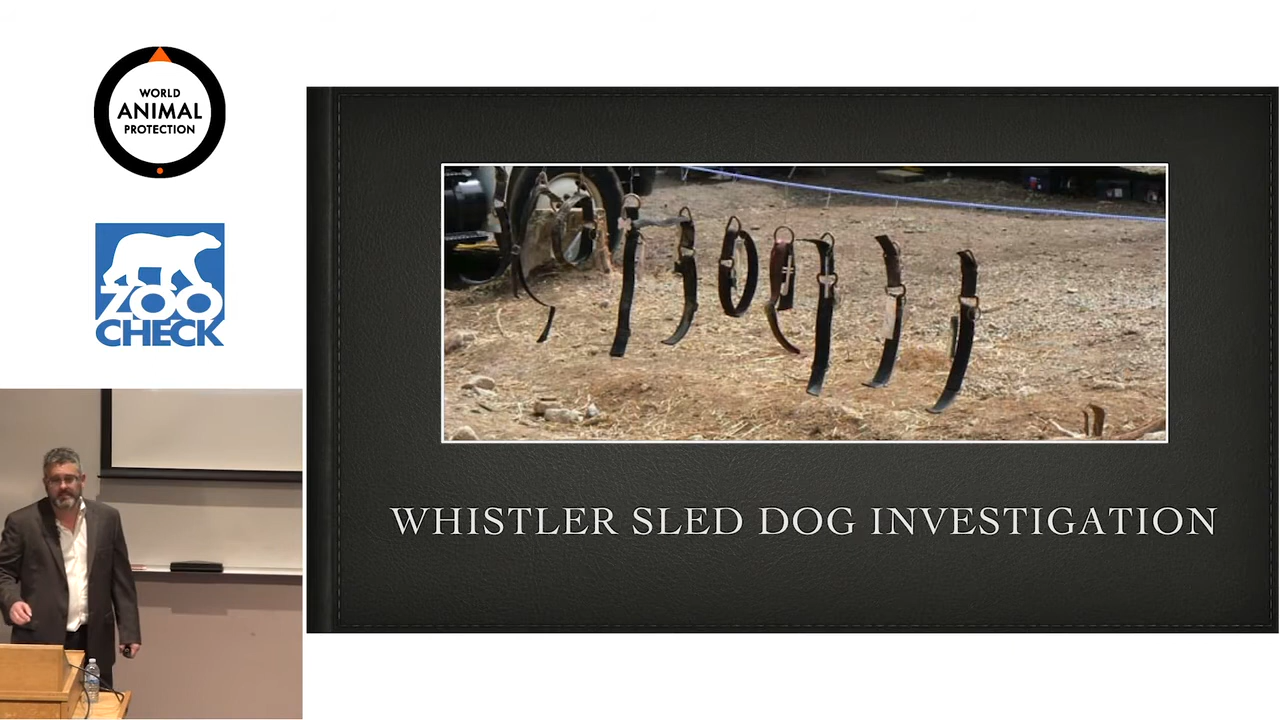 WORLD
ANIMAL
PROTECTION
ZOO
CHECK
WHISTLER SLED DOG INVESTIGATION